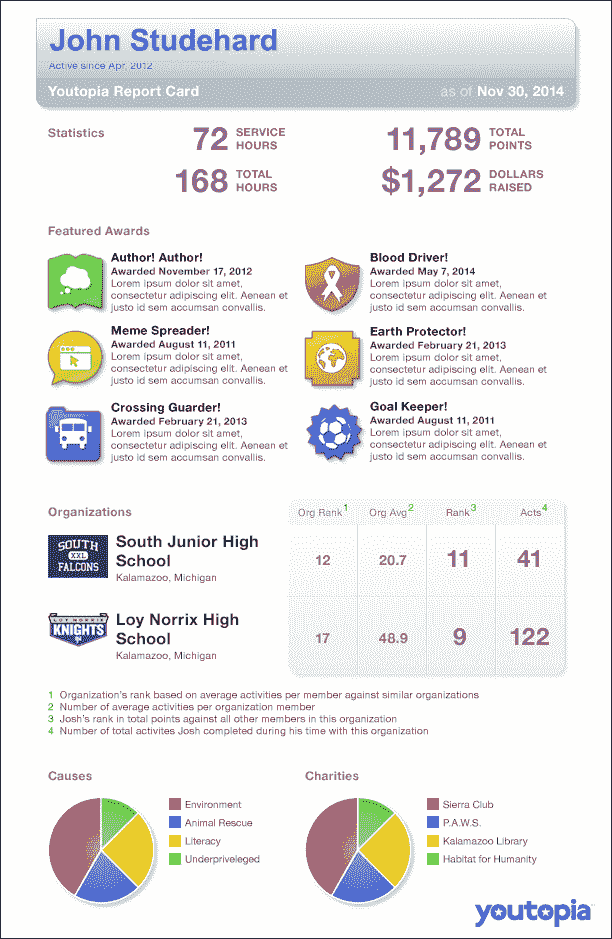 John Studehard
Active since Apr, 2012
Youtopia Report Card
as of Nov 30, 2014
Statistics
72 SERVICE HOURS
11,789 TOTAL POINTS
168 TOTAL HOURS
$1,272 DOLLARS RAISED
Featured Awards
Author! Author!
Awarded November 17, 2012
Lorem ipsum dolor sit amet,
consectetur adipiscing elit. Aenean et
justo id sem accumsan convallis.
Blood Driver!
Awarded May 7, 2014
Lorem ipsum dolor sit amet,
consectetur adipiscing elit. Aenean et
justo id sem accumsan convallis.
Meme Spreader!
Awarded August 11, 2011
Lorem ipsum dolor sit amet,
consectetur adipiscing elit. Aenean et
justo id sem accumsan convallis.
Earth Protector!
Awarded February 21, 2013
Lorem ipsum dolor sit amet,
consectetur adipiscing elit. Aenean et
justo id sem accumsan convallis.
Crossing Guarder!
Awarded February 21, 2013
Lorem ipsum dolor sit amet,
consectetur adipiscing elit. Aenean et
justo id sem accumsan convallis.
Goal Keeper!
Awarded August 11, 2011
Lorem ipsum dolor sit amet,
consectetur adipiscing elit. Aenean et
justo id sem accumsan convallis.
Organizations
Org Rank1 Org Avg2 Rank3 Acts4
SOUTH
XXL
FALCONS
South Junior High
School
Kalamazoo, Michigan
12 20.7 11 41
LOY NORRIX
KNIGHTS
Loy Norrix High
School
Kalamazoo, Michigan
17 48.9 9 122
1 Organization's rank based on average activities per member against similar organizations
2 Number of average activities per organization member
3 Josh's rank in total points against all other members in this organization
4 Number of total activites Josh completed during his time with this organization
Causes
Environment
Animal Rescue
Literacy
Underpriveleged
Charities
Sierra Club
P.A.W.S.
Kalamazoo Library
Habitat for Humanity
youtopia